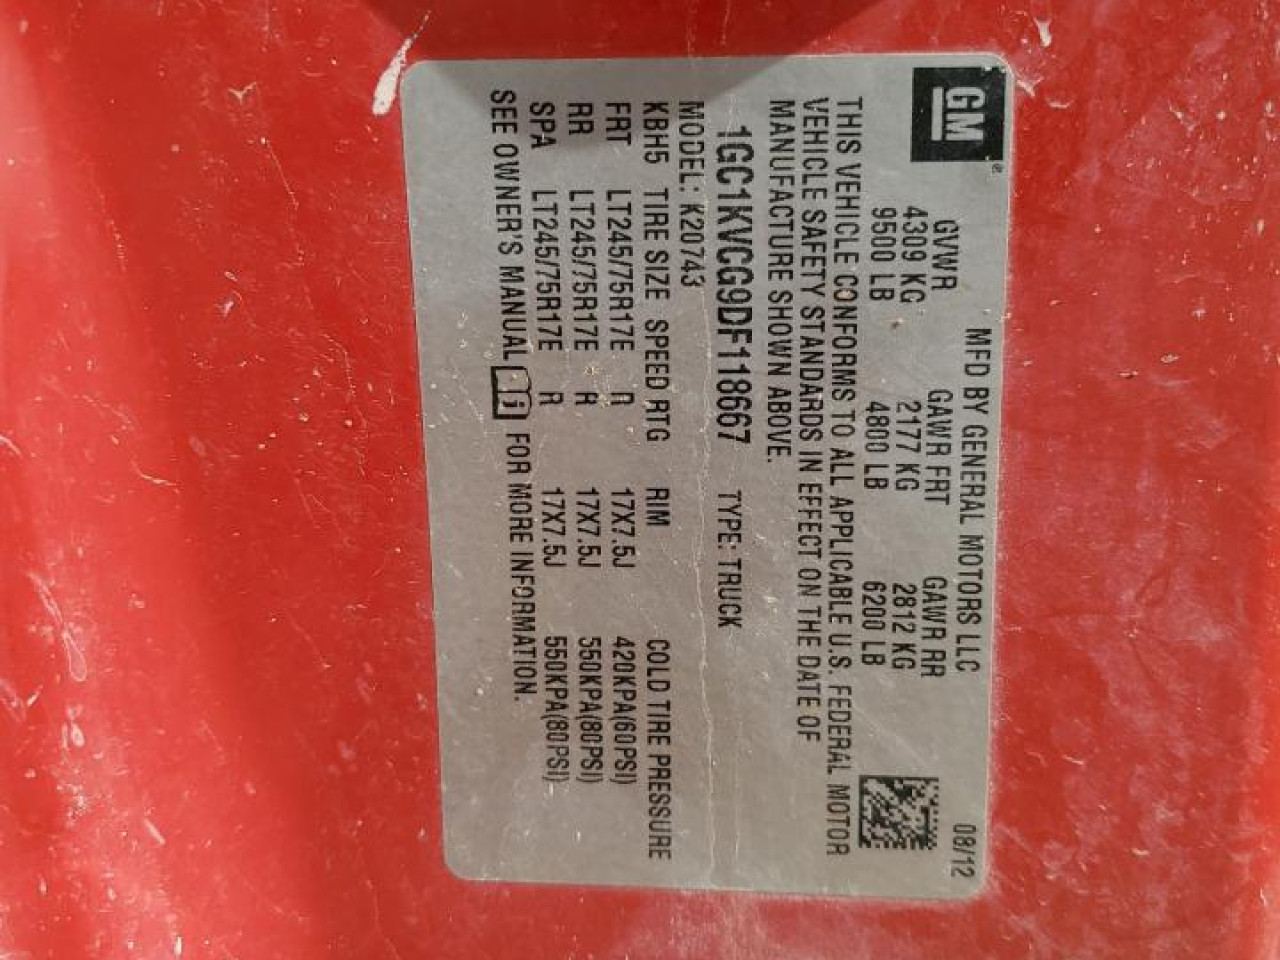 GM®
MFD BY GENERAL MOTORS LLC 08/12
GVWR GAWR FRT GAWR RR
4309 KG 2177 KG 2812 KG
9500 LB 4800 LB 6200 LB
THIS VEHICLE CONFORMS TO ALL APPLICABLE U.S. FEDERAL MOTOR
VEHICLE SAFETY STANDARDS IN EFFECT ON THE DATE OF
MANUFACTURE SHOWN ABOVE.
1GC1KVCG9DF118667 TYPE: TRUCK
MODEL: K20743
KBH5 TIRE SIZE SPEED RTG RIM COLD TIRE PRESSURE
FRT LT245/75R17E R 17X7.5J 420KPA(60PSI)
RR LT245/75R17E R 17X7.5J 550KPA(80PSI)
SPA LT245/75R17E R 17X7.5J 550KPA(80PSI)
SEE OWNER'S MANUAL i FOR MORE INFORMATION.